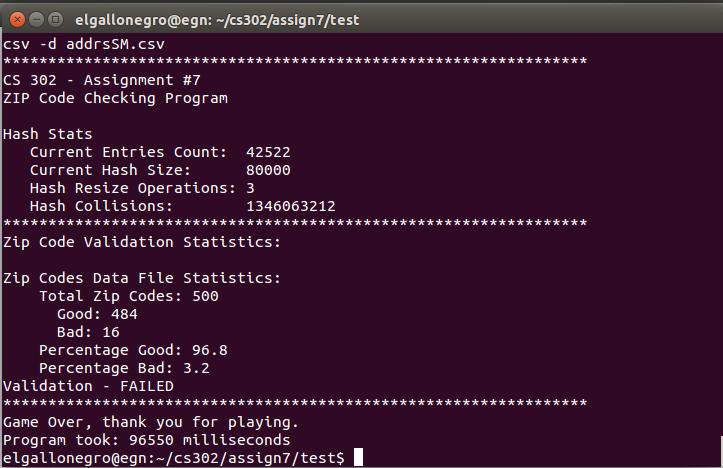 elgallonegro@egn: ~/cs302/assign7/test
csv -d addrsSM.csv
*****************************************************************
CS 302 - Assignment #7
ZIP Code Checking Program
Hash Stats
Current Entries Count: 42522
Current Hash Size: 80000
Hash Resize Operations: 3
Hash Collisions: 1346063212
*****************************************************************
Zip Code Validation Statistics:
Zip Codes Data File Statistics:
Total Zip Codes: 500
Good: 484
Bad: 16
Percentage Good: 96.8
Percentage Bad: 3.2
Validation - FAILED
*****************************************************************
Game Over, thank you for playing.
Program took: 96550 milliseconds
elgallonegro@egn:~/cs302/assign7/test$